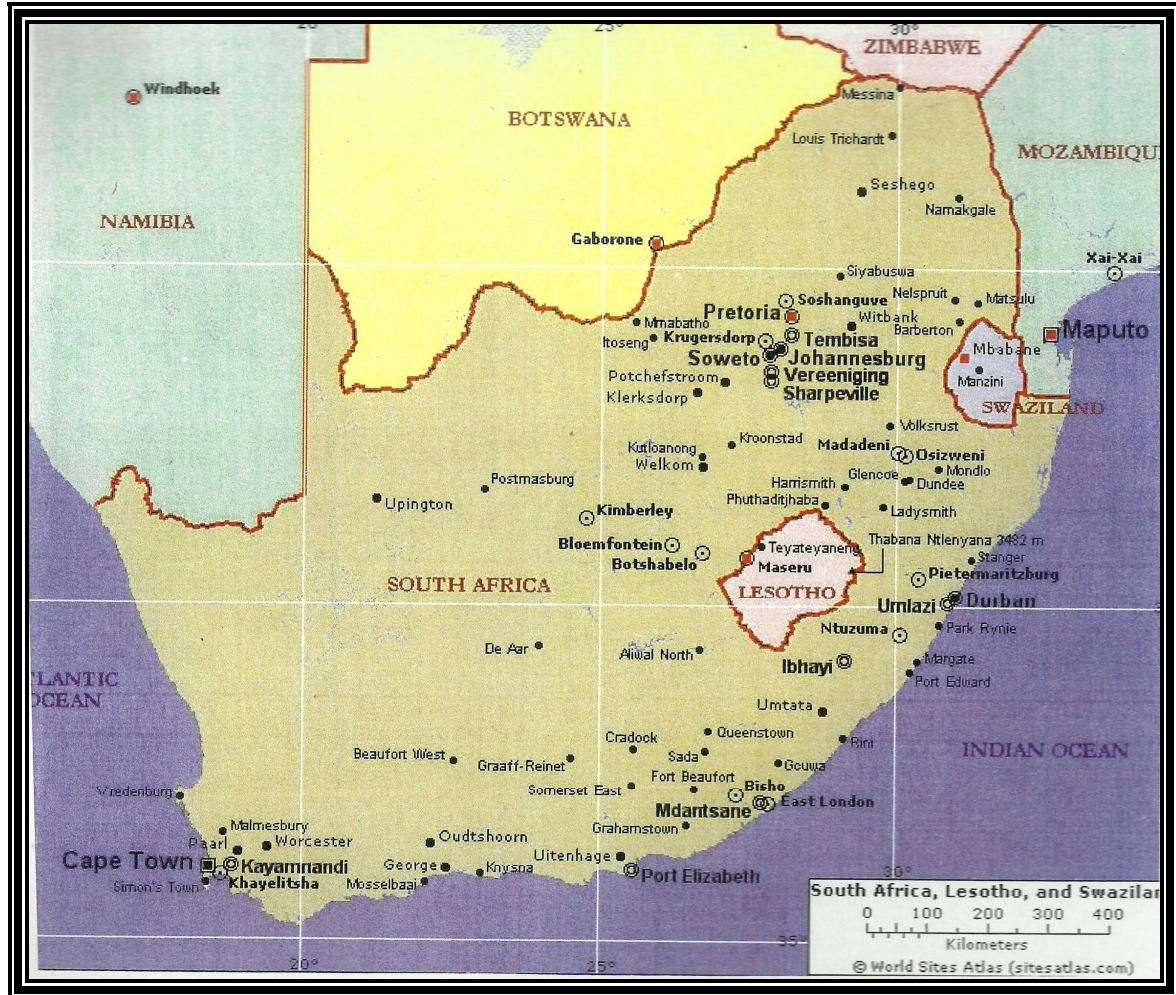 20°
25°
30°
ZIMBABWE
Windhoek
Messina
BOTSWANA
Louis Trichardt
MOZAMBIQU
Seshego
Namakgale
NAMIBIA
Gaborone
Xai-Xai
Siyabuswa
Soshanguve
Nelspruit
Matsulu
Pretoria
Mmabatho
Witbank
Barberton
Maputo
Itoseng
Krugersdorp
Tembisa
Mbabane
Soweto
Johannesburg
Potchefstroom
Vereeniging
Manzini
Klerksdorp
Sharpeville
SWAZILAND
Volksrust
Kroonstad
Madadeni
Osizweni
Kutloanong
Welkom
Mondlo
Glencoe
Dundee
Postmasburg
Harrismith
Upington
Phuthaditjhaba
Ladysmith
Kimberley
Bloemfontein
Thabana Ntlenyana 3482 m
Teyateyaneng
Botshabelo
Maseru
Stanger
Pietermaritzburg
SOUTH AFRICA
LESOTHO
Umlazi
Durban
Ntuzuma
Park Rynie
De Aar
Aliwal North
Ibhayi
Margate
Port Edward
TLANTIC
OCEAN
Umtata
Queenstown
Cradock
Rini
INDIAN OCEAN
Beaufort West
Graaff-Reinet
Sada
Gcuwa
Fort Beaufort
Somerset East
Bisho
Vredenburg
Mdantsane
East London
Malmesbury
Grahamstown
Paarl
Worcester
Oudtshoorn
Cape Town
Kayamnandi
George
Knysna
Uitenhage
Port Elizabeth
Khayelitsha
Simon's Town
Mosselbaai
30°
South Africa, Lesotho, and Swazilan
0 100 200 300 400
Kilometers
© World Sites Atlas (sitesatlas.com)
20°
25°
35